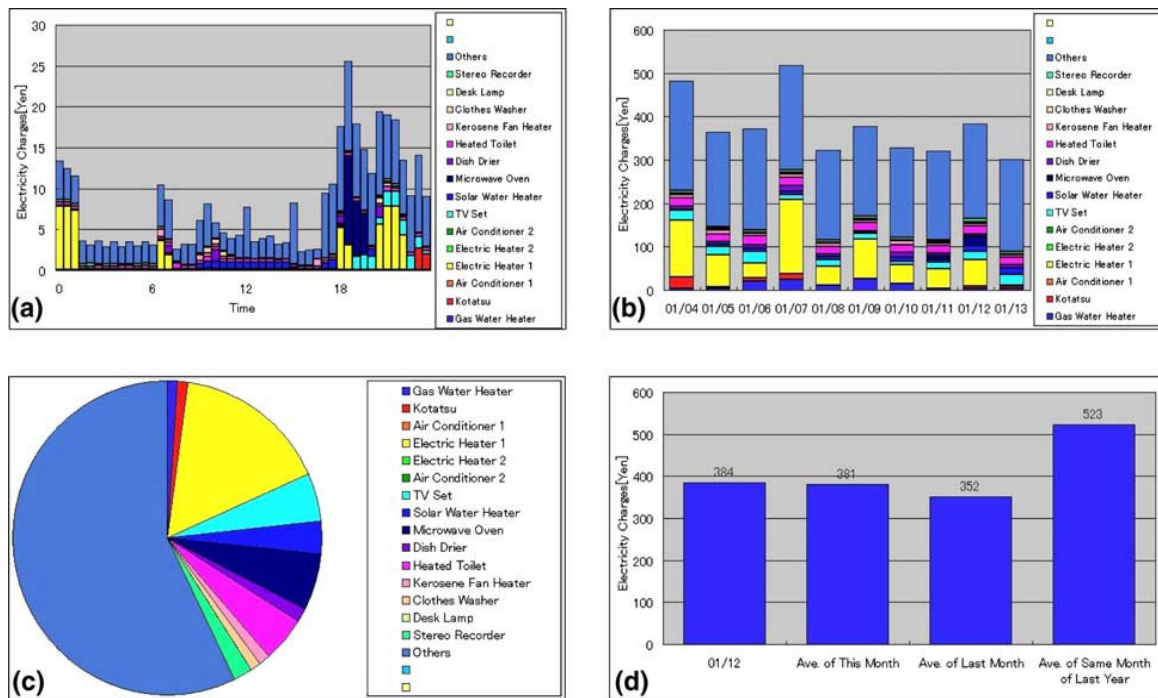 30
25
20
15
10
5
0
Electricity Charges[Yen]
0
6
12
18
Time
Others
Stereo Recorder
Desk Lamp
Clothes Washer
Kerosene Fan Heater
Heated Toilet
Dish Drier
Microwave Oven
Solar Water Heater
TV Set
Air Conditioner 2
Electric Heater 2
Electric Heater 1
Air Conditioner 1
Kotatsu
Gas Water Heater
(a)
600
500
400
300
200
100
0
Electricity Charges[Yen]
01/04 01/05 01/06 01/07 01/08 01/09 01/10 01/11 01/12 01/13
Others
Stereo Recorder
Desk Lamp
Clothes Washer
Kerosene Fan Heater
Heated Toilet
Dish Drier
Microwave Oven
Solar Water Heater
TV Set
Air Conditioner 2
Electric Heater 2
Electric Heater 1
Air Conditioner 1
Kotatsu
Gas Water Heater
(b)
Gas Water Heater
Kotatsu
Air Conditioner 1
Electric Heater 1
Electric Heater 2
Air Conditioner 2
TV Set
Solar Water Heater
Microwave Oven
Dish Drier
Heated Toilet
Kerosene Fan Heater
Clothes Washer
Desk Lamp
Stereo Recorder
Others
(c)
600
500
400
300
200
100
0
Electricity Charges[Yen]
384
381
352
523
01/12
Ave. of This Month
Ave. of Last Month
Ave. of Same Month
of Last Year
(d)